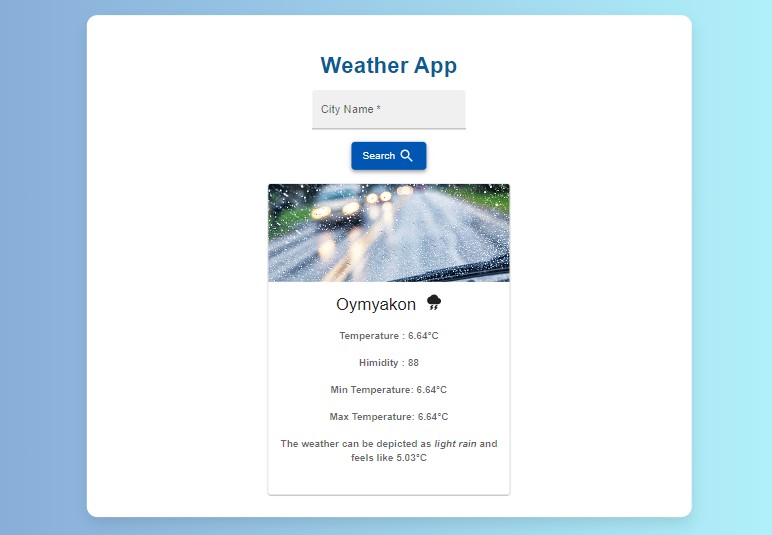 Weather App
City Name *
Search
Oymyakon
Temperature : 6.64°C
Himidity : 88
Min Temperature: 6.64°C
Max Temperature: 6.64°C
The weather can be depicted as light rain and
feels like 5.03°C